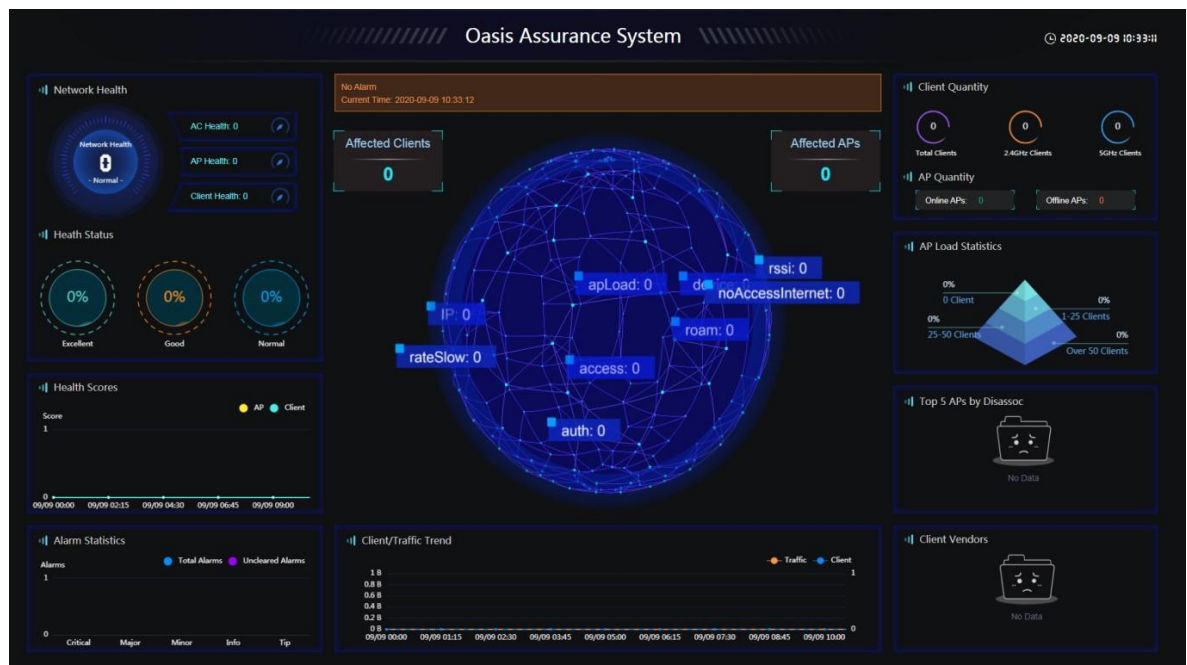 Oasis Assurance System
2020-09-09 10:33:11
Network Health
Network Health
0
- Normal -
AC Health: 0
AP Health: 0
Client Health: 0
Heath Status
0%
0%
0%
Excellent
Good
Normal
Health Scores
AP
Client
Score
1
0
09/09 00:00
09/09 02:15
09/09 04:30
09/09 06:45
09/09 09:00
Alarm Statistics
Total Alarms
Uncleared Alarms
Alarms
1
0
Critical
Major
Minor
Info
Tip
No Alarm
Current Time: 2020-09-09 10:33:12
Affected Clients
0
Affected APs
0
rssi: 0
apLoad: 0
noAccessInternet: 0
IP: 0
roam: 0
rateSlow: 0
access: 0
auth: 0
Client/Traffic Trend
Traffic
Client
1 B
0.8 B
0.6 B
0.4 B
0.2 B
0 B
1
0
09/09 00:00
09/09 01:15
09/09 02:30
09/09 03:45
09/09 05:00
09/09 06:15
09/09 07:30
09/09 08:45
09/09 10:00
Client Quantity
0
0
0
Total Clients
2.4GHz Clients
5GHz Clients
AP Quantity
Online APs: 0
Offline APs: 0
AP Load Statistics
0%
0 Client
0%
1-25 Clients
0%
25-50 Clients
0%
Over 50 Clients
Top 5 APs by Disassoc
No Data
Client Vendors
No Data